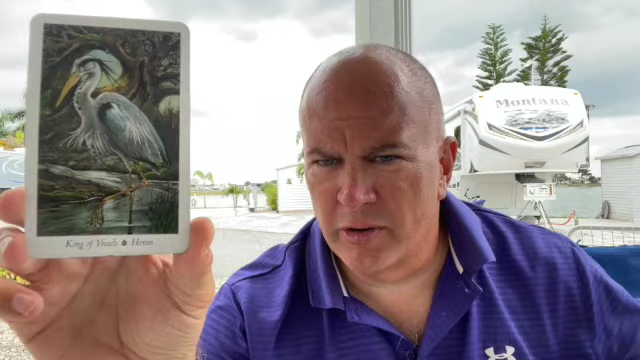 King of Vessels ♠ Heron
Montana